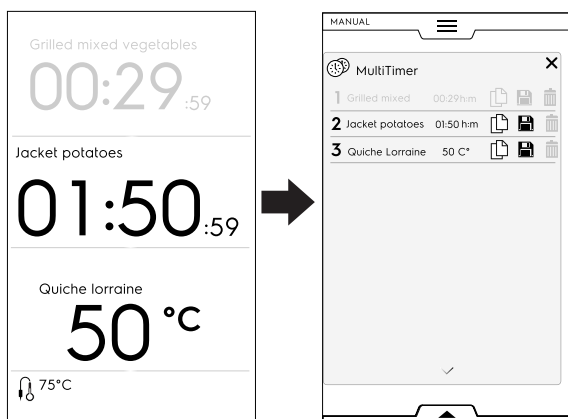 Grilled mixed vegetables
00:29:59
Jacket potatoes
01:50:59
Quiche lorraine
50 °C
75°C
MANUAL
MultiTimer
1 Grilled mixed 00:29h:m
2 Jacket potatoes 01:50 h:m
3 Quiche Lorraine 50 C°